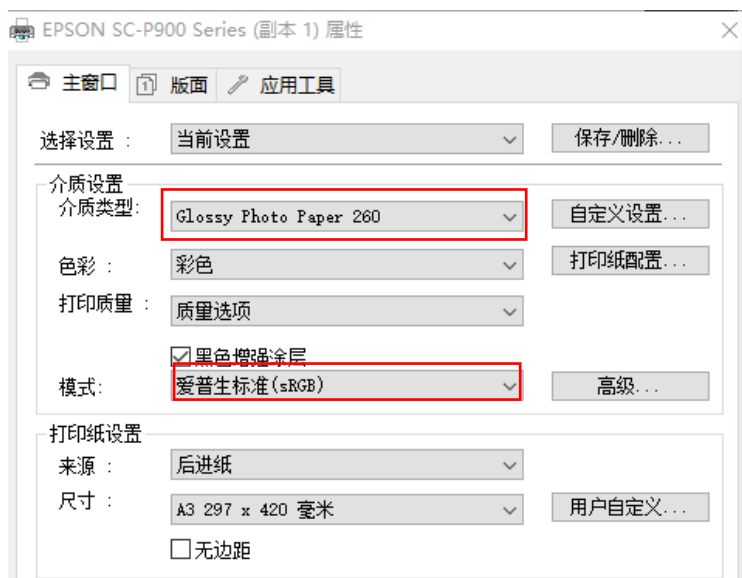 EPSON SC-P900 Series (副本 1) 属性
主窗口 版面 应用工具
选择设置 : 当前设置 保存/删除...
介质设置
介质类型: Glossy Photo Paper 260 自定义设置...
色彩 : 彩色 打印纸配置...
打印质量 : 质量选项
黑色增强涂层
模式: 爱普生标准(sRGB) 高级...
打印纸设置
来源 : 后进纸
尺寸 : A3 297 x 420 毫米 用户自定义...
无边距